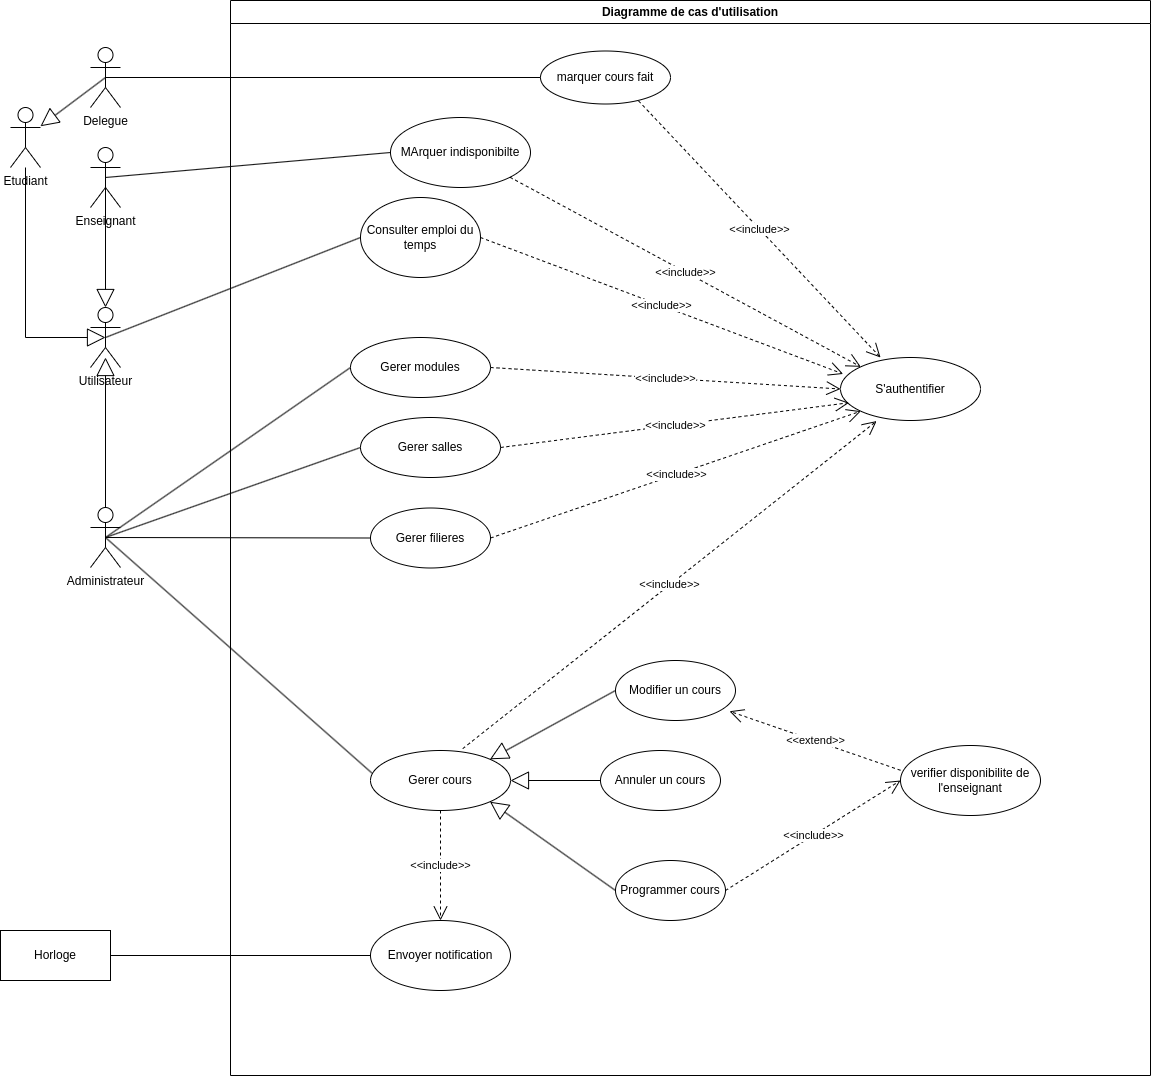 Diagramme de cas d'utilisation
Delegue
marquer cours fait
Etudiant
Enseignant
MArquer indisponibilte
Consulter emploi du
temps
<<include>>
<<include>>
<<include>>
Utilisateur
Gerer modules
<<include>>
S'authentifier
Gerer salles
<<include>>
<<include>>
Gerer filieres
Administrateur
<<include>>
Modifier un cours
<<extend>>
Gerer cours
Annuler un cours
verifier disponibilite de
l'enseignant
<<include>>
<<include>>
Programmer cours
Horloge
Envoyer notification